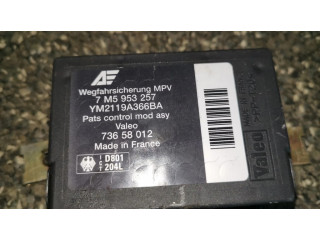 AE
Wegfahrsicherung MPV
7 M5 953 257
YM2119A366BA
Pats control mod asy
Valeo
736 58 012
Made in France
D801
204L
Valeo